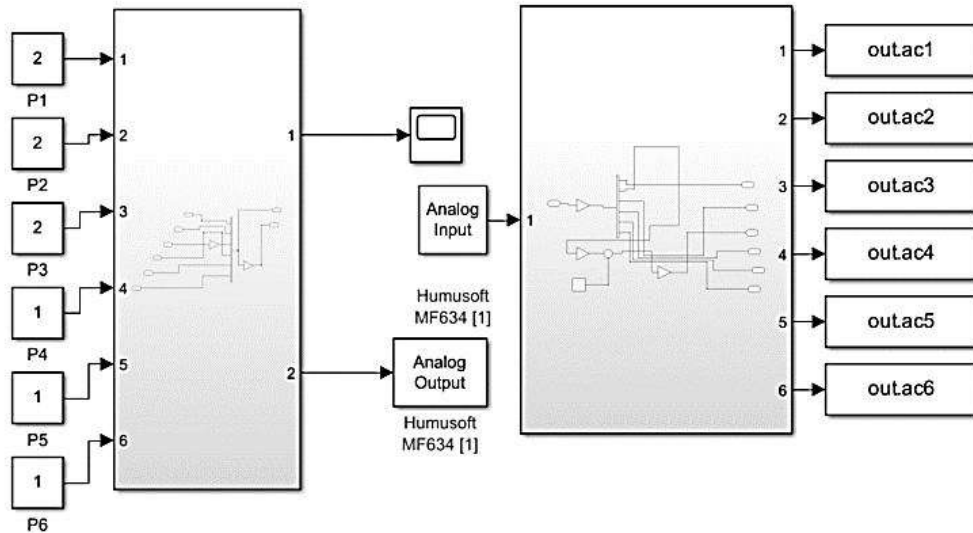 2
P1
2
P2
2
P3
1
P4
1
P5
1
P6
1
2
3
4
5
6
1
2
Analog
Output
Humusoft
MF634 [1]
Analog
Input
Humusoft
MF634 [1]
1
1
2
3
4
5
6
out.ac1
out.ac2
out.ac3
out.ac4
out.ac5
out.ac6